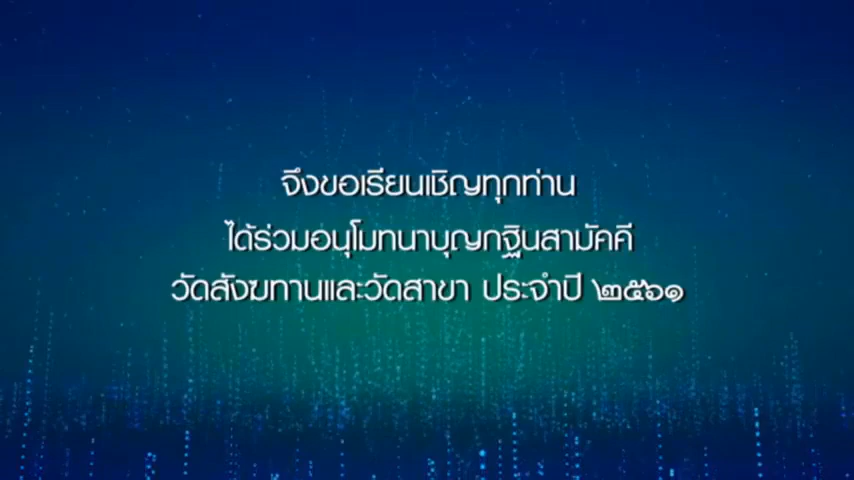 จึงขอเรียนเชิญทุกท่าน
ได้ร่วมอนุโมทนาบุญกฐินสามัคคี
วัดสังฆทานและวัดสาขา ประจำปี ๒๕๖๑